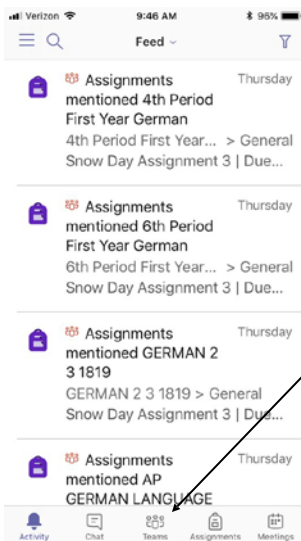 Verizon 9:46 AM 96%
Feed
Assignments Thursday
mentioned 4th Period
First Year German
4th Period First Year... > General
Snow Day Assignment 3 | Due...
Assignments Thursday
mentioned 6th Period
First Year German
6th Period First Year... > General
Snow Day Assignment 3 | Due...
Assignments Thursday
mentioned GERMAN 2
3 1819
GERMAN 2 3 1819 > General
Snow Day Assignment 3 | Due...
Assignments Thursday
mentioned AP
GERMAN LANGUAGE
Activity Chat Teams Assignments Meetings